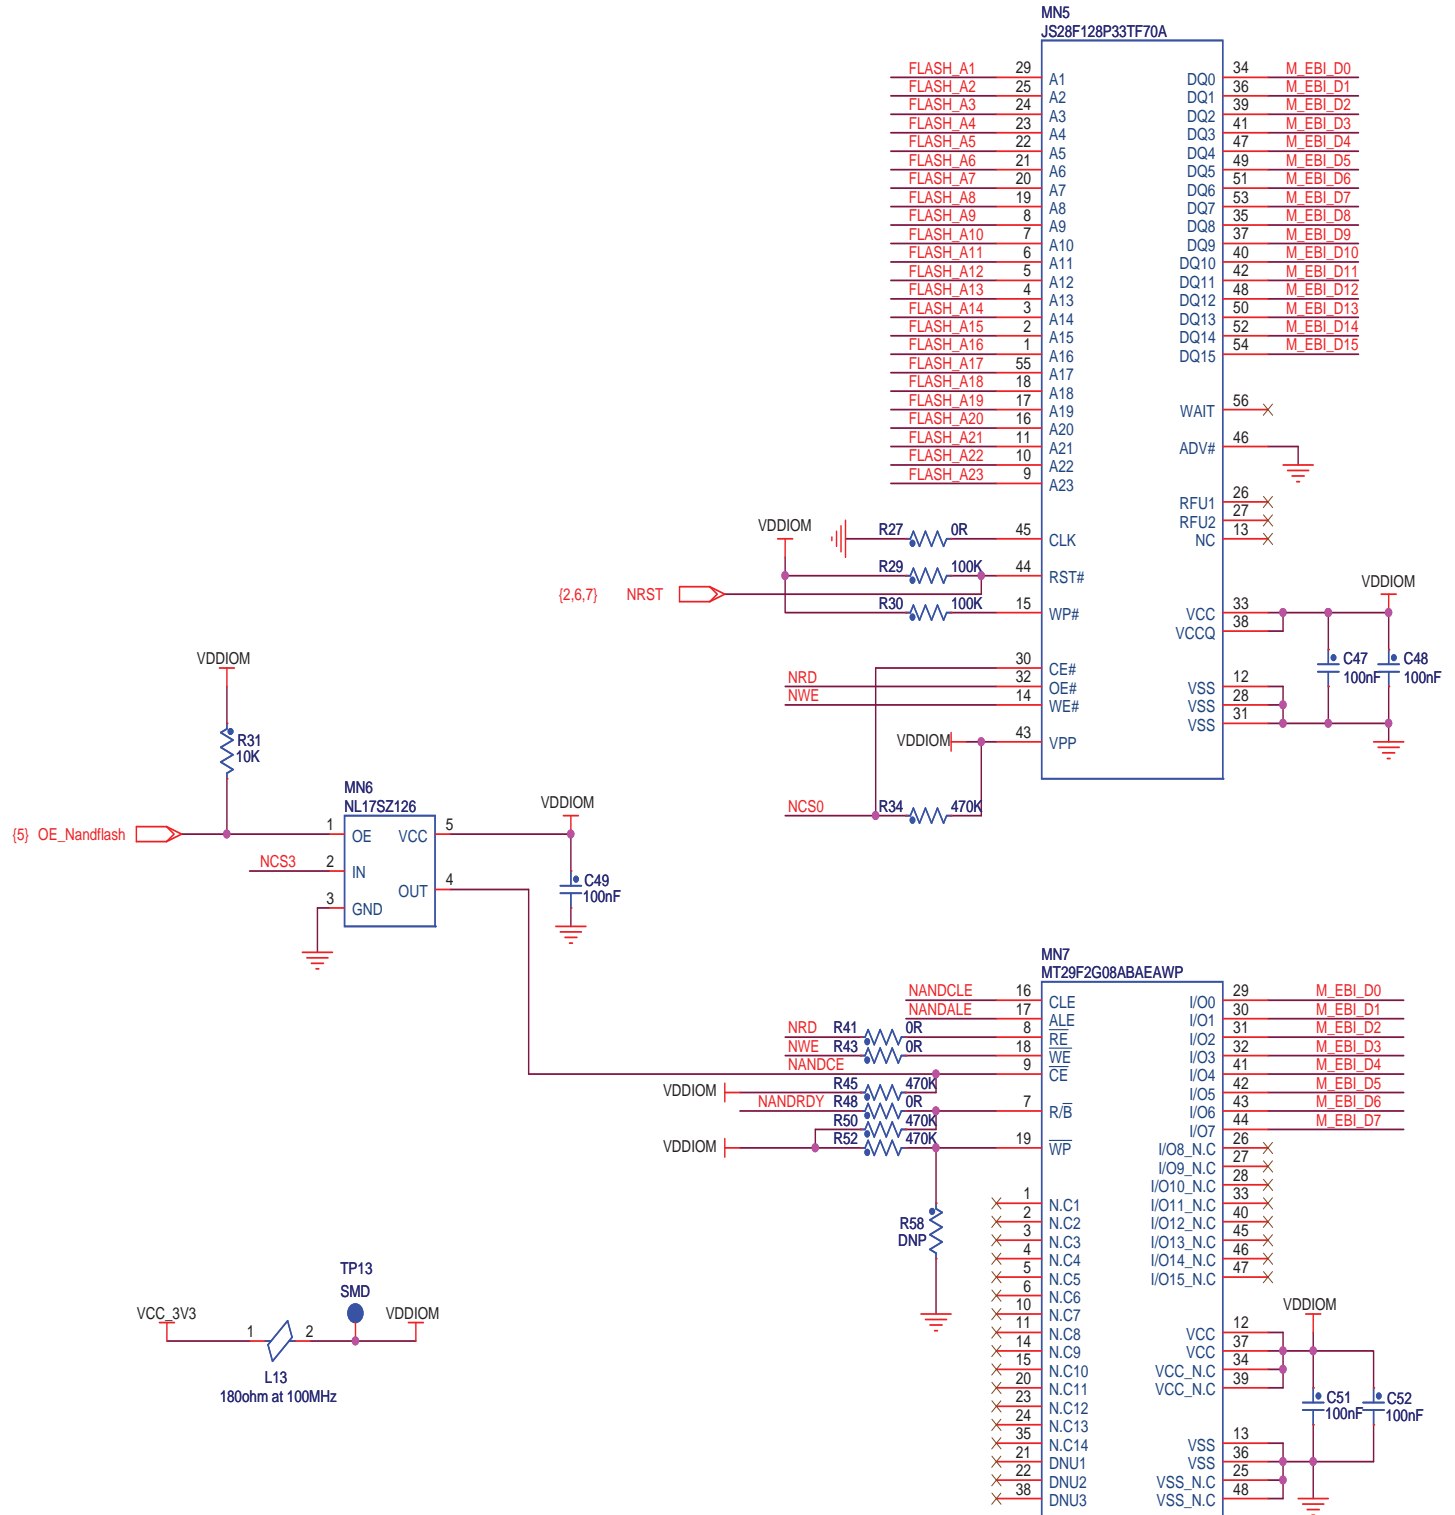 MN5
JS28F128P33TF70A
FLASH_A1 29 A1 DQ0 34 M_EBI_D0
FLASH_A2 25 A2 DQ1 36 M_EBI_D1
FLASH_A3 24 A3 DQ2 39 M_EBI_D2
FLASH_A4 23 A4 DQ3 41 M_EBI_D3
FLASH_A5 22 A5 DQ4 47 M_EBI_D4
FLASH_A6 21 A6 DQ5 49 M_EBI_D5
FLASH_A7 20 A7 DQ6 51 M_EBI_D6
FLASH_A8 19 A8 DQ7 53 M_EBI_D7
FLASH_A9 8 A9 DQ8 35 M_EBI_D8
FLASH_A10 7 A10 DQ9 37 M_EBI_D9
FLASH_A11 6 A11 DQ10 40 M_EBI_D10
FLASH_A12 5 A12 DQ11 42 M_EBI_D11
FLASH_A13 4 A13 DQ12 48 M_EBI_D12
FLASH_A14 3 A14 DQ13 50 M_EBI_D13
FLASH_A15 2 A15 DQ14 52 M_EBI_D14
FLASH_A16 1 A16 DQ15 54 M_EBI_D15
FLASH_A17 55 A17
FLASH_A18 18 A18
FLASH_A19 17 A19 WAIT 56
FLASH_A20 16 A20
FLASH_A21 11 A21 ADV# 46
FLASH_A22 10 A22
FLASH_A23 9 A23
RFU1 26
RFU2 27
VDDIOM R27 0R 45 CLK NC 13
R29 100K 44 RST#
{2,6,7} NRST
VDDIOM
R30 100K 15 WP# VCC 33
VCCQ 38
C47 100nF
C48 100nF
30 CE#
NRD 32 OE# VSS 12
NWE 14 WE# VSS 28
VSS 31
VDDIOM 43 VPP
NCS0 R34 470K
VDDIOM
R31
10K
MN6
NL17SZ126
VDDIOM
{5} OE_Nandflash 1 OE VCC 5
NCS3 2 IN
OUT 4
3 GND
C49
100nF
MN7
MT29F2G08ABAEAWP
NANDCLE 16 CLE I/O0 29 M_EBI_D0
NANDALE 17 ALE I/O1 30 M_EBI_D1
NRD R41 0R 8 RE I/O2 31 M_EBI_D2
NWE R43 0R 18 WE I/O3 32 M_EBI_D3
NANDCE 9 CE I/O4 41 M_EBI_D4
VDDIOM R45 470K I/O5 42 M_EBI_D5
NANDRDY R48 0R 7 R/B I/O6 43 M_EBI_D6
R50 470K I/O7 44 M_EBI_D7
VDDIOM R52 470K 19 WP I/O8_N.C 26
I/O9_N.C 27
I/O10_N.C 28
1 N.C1 I/O11_N.C 33
2 N.C2 I/O12_N.C 40
3 N.C3 I/O13_N.C 45
4 N.C4 I/O14_N.C 46
5 N.C5 I/O15_N.C 47
R58
DNP
6 N.C6
10 N.C7
VDDIOM
11 N.C8 VCC 12
14 N.C9 VCC 37
15 N.C10 VCC_N.C 34
20 N.C11 VCC_N.C 39
23 N.C12
24 N.C13
C51 100nF
C52 100nF
35 N.C14 VSS 13
21 DNU1 VSS 36
22 DNU2 VSS_N.C 25
38 DNU3 VSS_N.C 48
TP13
SMD
VCC_3V3 1 2 VDDIOM
L13
180ohm at 100MHz